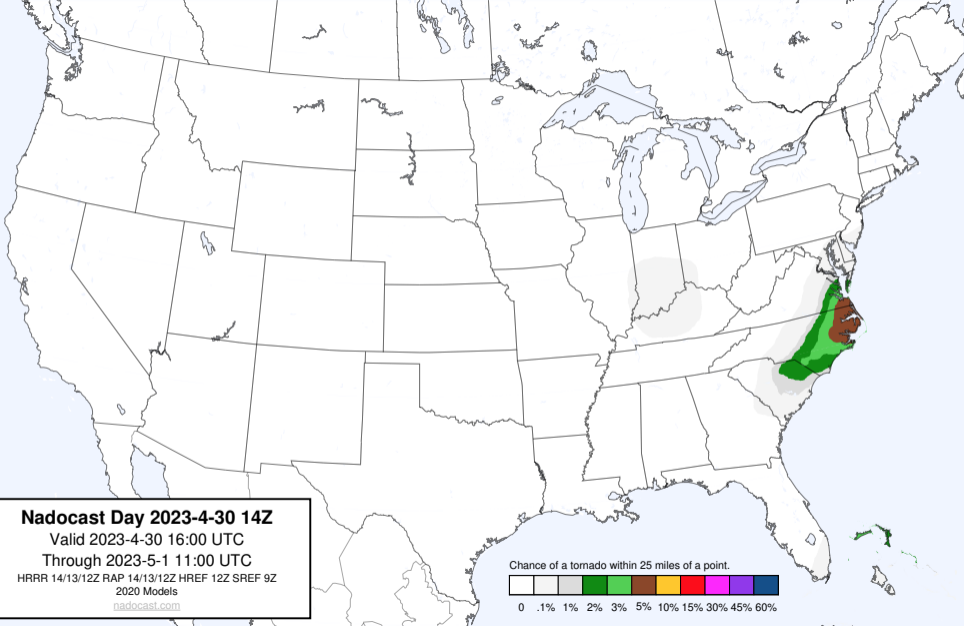 Nadocast Day 2023-4-30 14Z
Valid 2023-4-30 16:00 UTC
Through 2023-5-1 11:00 UTC
HRRR 14/13/12Z RAP 14/13/12Z HREF 12Z SREF 9Z
2020 Models
nadocast.com
Chance of a tornado within 25 miles of a point.
0 .1% 1% 2% 3% 5% 10% 15% 30% 45% 60%